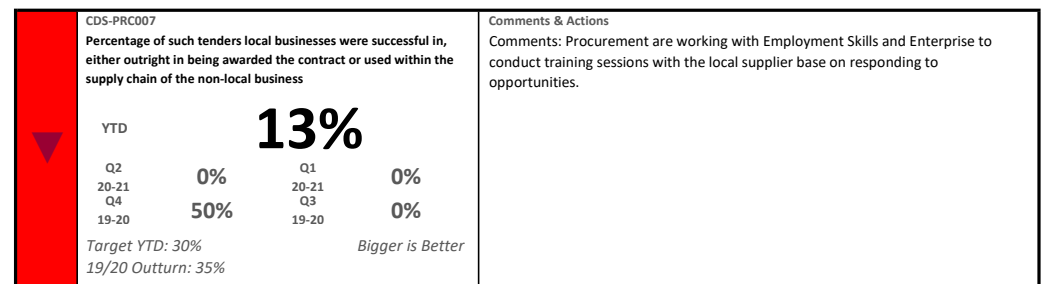 CDS-PRC007
Percentage of such tenders local businesses were successful in,
either outright in being awarded the contract or used within the
supply chain of the non-local business
YTD 13%
Q2 20-21 0% Q1 20-21 0%
Q4 19-20 50% Q3 19-20 0%
Target YTD: 30% Bigger is Better
19/20 Outturn: 35%
Comments & Actions
Comments: Procurement are working with Employment Skills and Enterprise to
conduct training sessions with the local supplier base on responding to
opportunities.